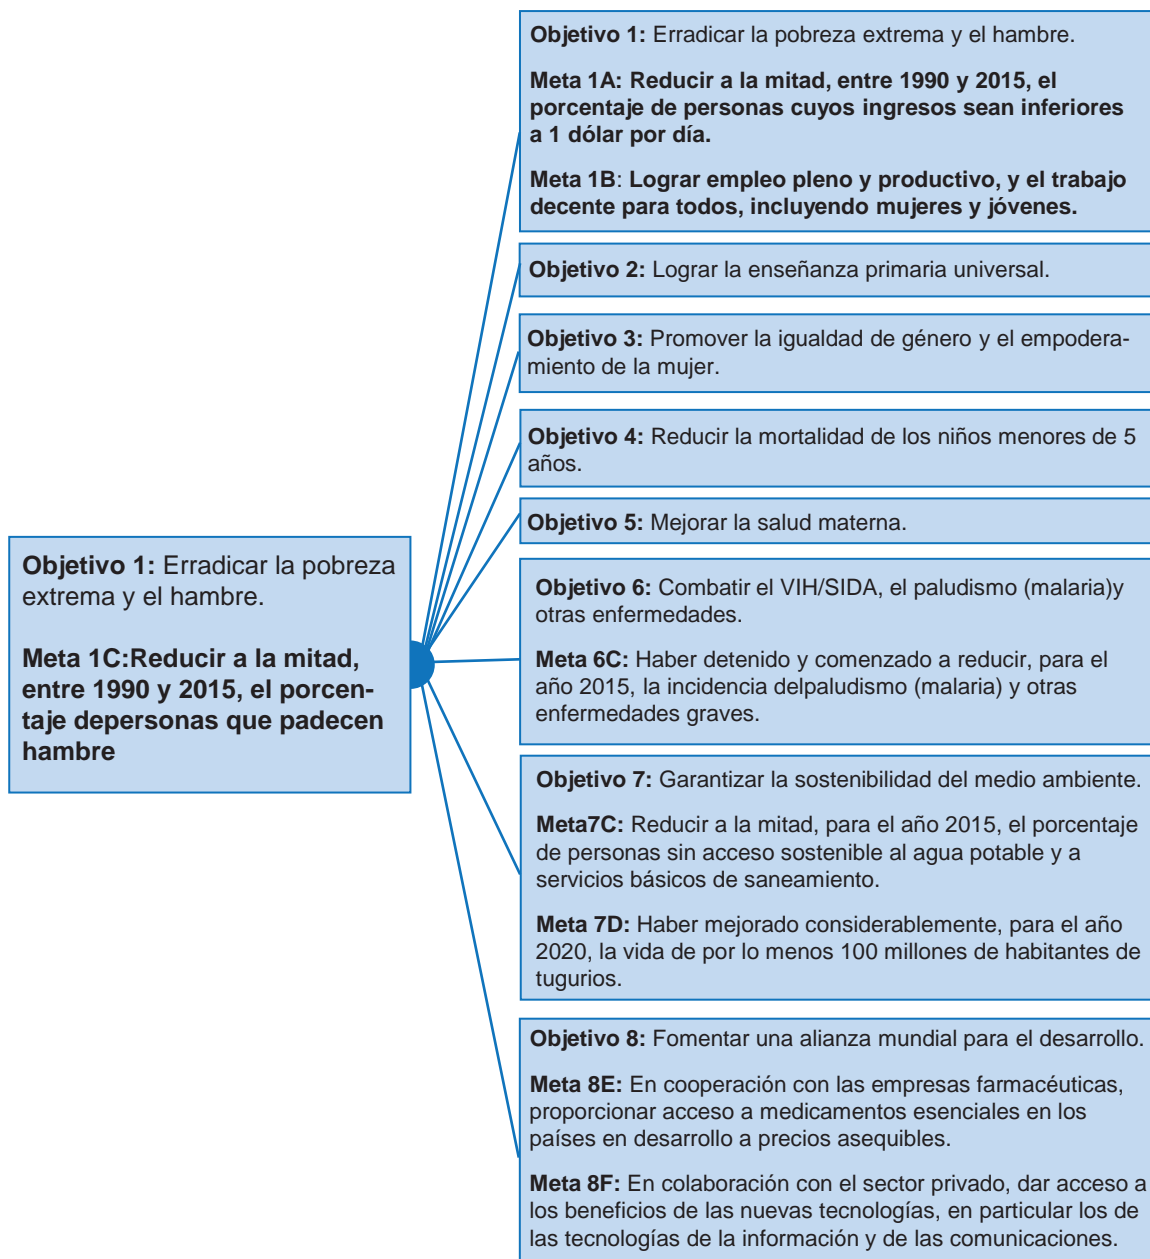 Objetivo 1: Erradicar la pobreza
extrema y el hambre.
Meta 1C:Reducir a la mitad,
entre 1990 y 2015, el porcen-
taje depersonas que padecen
hambre
Objetivo 1: Erradicar la pobreza extrema y el hambre.
Meta 1A: Reducir a la mitad, entre 1990 y 2015, el
porcentaje de personas cuyos ingresos sean inferiores
a 1 dólar por día.
Meta 1B: Lograr empleo pleno y productivo, y el trabajo
decente para todos, incluyendo mujeres y jóvenes.
Objetivo 2: Lograr la enseñanza primaria universal.
Objetivo 3: Promover la igualdad de género y el empodera-
miento de la mujer.
Objetivo 4: Reducir la mortalidad de los niños menores de 5
años.
Objetivo 5: Mejorar la salud materna.
Objetivo 6: Combatir el VIH/SIDA, el paludismo (malaria)y
otras enfermedades.
Meta 6C: Haber detenido y comenzado a reducir, para el
año 2015, la incidencia delpaludismo (malaria) y otras
enfermedades graves.
Objetivo 7: Garantizar la sostenibilidad del medio ambiente.
Meta7C: Reducir a la mitad, para el año 2015, el porcentaje
de personas sin acceso sostenible al agua potable y a
servicios básicos de saneamiento.
Meta 7D: Haber mejorado considerablemente, para el año
2020, la vida de por lo menos 100 millones de habitantes de
tugurios.
Objetivo 8: Fomentar una alianza mundial para el desarrollo.
Meta 8E: En cooperación con las empresas farmacéuticas,
proporcionar acceso a medicamentos esenciales en los
países en desarrollo a precios asequibles.
Meta 8F: En colaboración con el sector privado, dar acceso a
los beneficios de las nuevas tecnologías, en particular los de
las tecnologías de la información y de las comunicaciones.